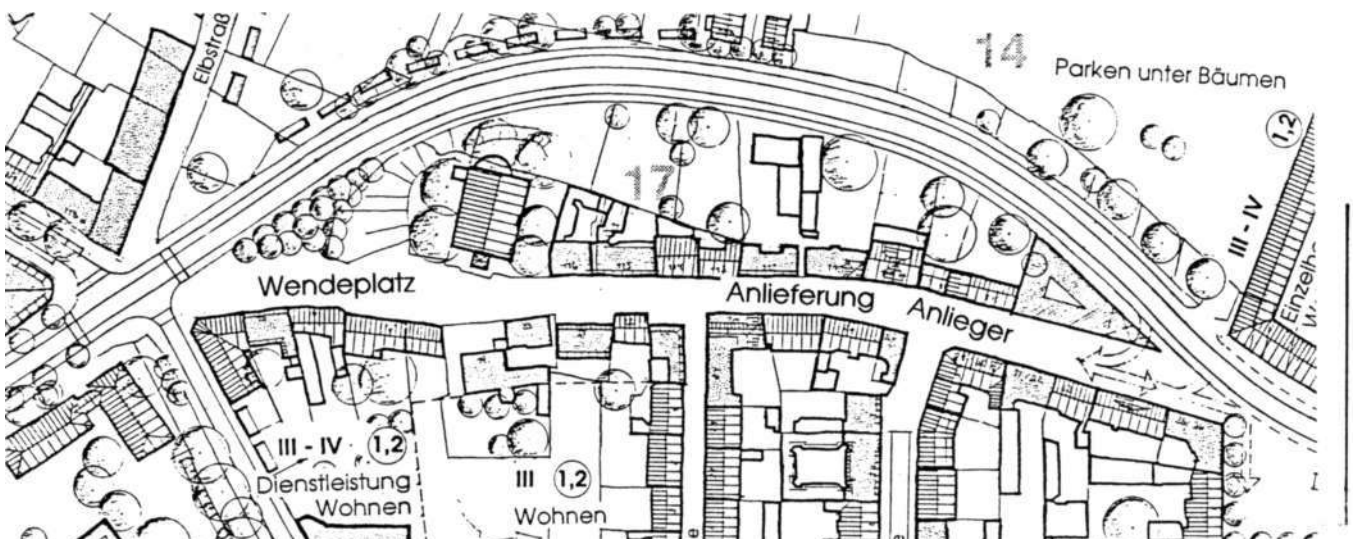 Elbstraß
14
Parken unter Bäumen
1,2
III - IV
Einzelh
17
Wendeplatz
Anlieferung
Anlieger
III - IV 1,2
Dienstleistung
Wohnen
III 1,2
Wohnen
e
e